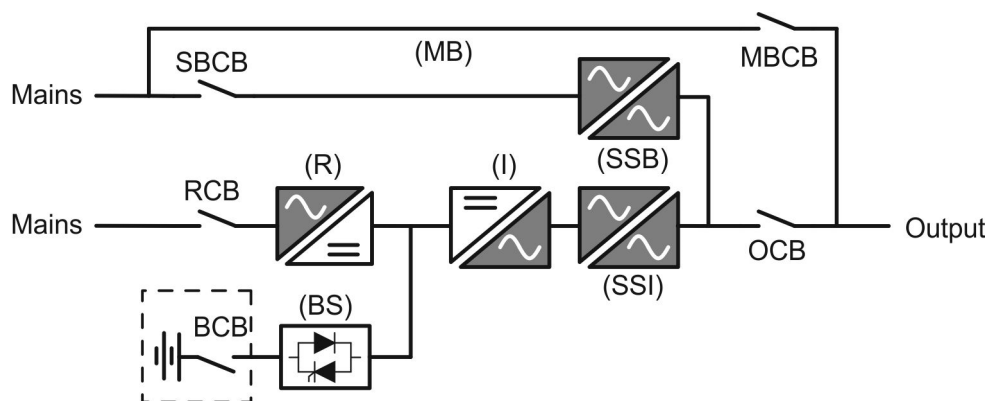 MBCB
(MB)
SBCB
Mains
(SSB)
(R)
(I)
RCB
Mains
Output
OCB
(SSI)
(BS)
BCB